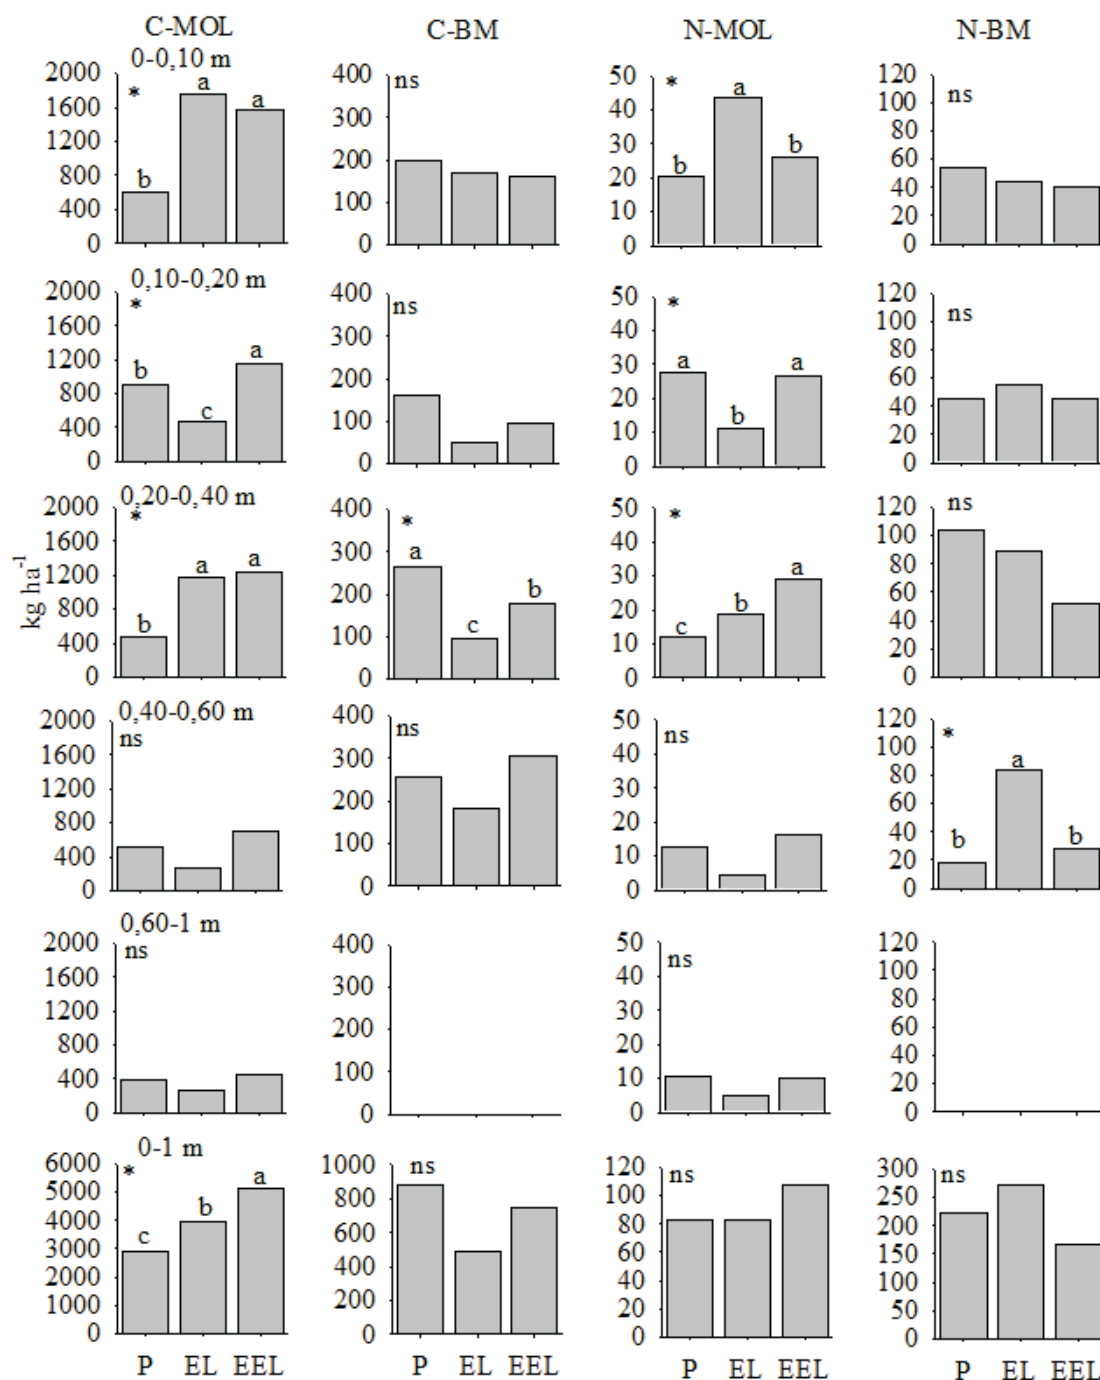 C-MOL C-BM N-MOL N-BM
0-0,10 m
2000 1600 1200 800 400 0 * b a a
400 300 200 100 0 ns
50 40 30 20 10 0 * b a b
120 100 80 60 40 20 0 ns
0,10-0,20 m
2000 1600 1200 800 400 0 * b c a
400 300 200 100 0 ns
50 40 30 20 10 0 * a b a
120 100 80 60 40 20 0 ns
0,20-0,40 m
kg ha⁻¹
2000 1600 1200 800 400 0 * b a a
400 300 200 100 0 * a c b
50 40 30 20 10 0 * c b a
120 100 80 60 40 20 0 ns
0,40-0,60 m
2000 1600 1200 800 400 0 ns
400 300 200 100 0 ns
50 40 30 20 10 0 ns
120 100 80 60 40 20 0 * b a b
0,60-1 m
2000 1600 1200 800 400 0 ns
400 300 200 100 0
50 40 30 20 10 0 ns
120 100 80 60 40 20 0
0-1 m
6000 5000 4000 3000 2000 1000 0 * c b a
1000 800 600 400 200 0 ns
120 100 80 60 40 20 0 ns
300 250 200 150 100 50 0 ns
P EL EEL P EL EEL P EL EEL P EL EEL